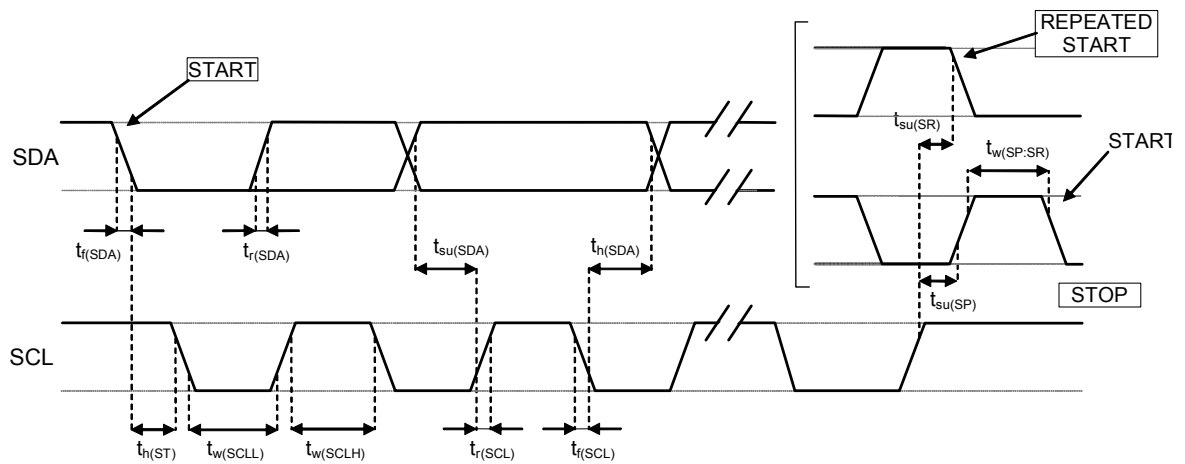 REPEATED
START
START
t_su(SR)
START
SDA
t_w(SP:SR)
t_f(SDA)
t_r(SDA)
t_su(SDA)
t_h(SDA)
t_su(SP)
STOP
SCL
t_h(ST)
t_w(SCLL)
t_w(SCLH)
t_r(SCL)
t_f(SCL)